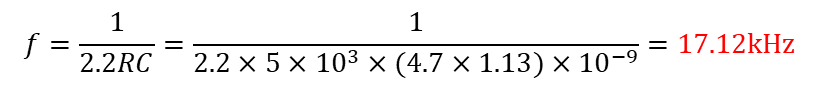 f = 1/2.2RC = 1/2.2 × 5 × 10³ × (4.7 × 1.13) × 10⁻⁹ = 17.12kHz